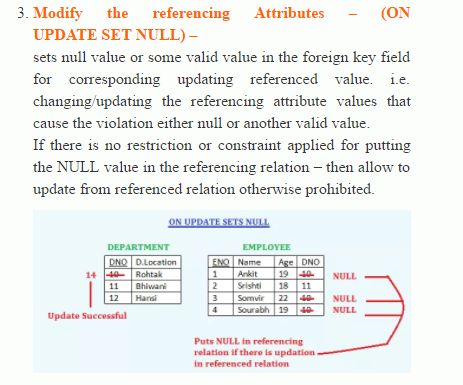 3. Modify the referencing Attributes – (ON
UPDATE SET NULL) –
sets null value or some valid value in the foreign key field
for corresponding updating referenced value. i.e.
changing/updating the referencing attribute values that
cause the violation either null or another valid value.
If there is no restriction or constraint applied for putting
the NULL value in the referencing relation – then allow to
update from referenced relation otherwise prohibited.
ON UPDATE SETS NULL
DEPARTMENT
DNO D.Location
14 10 Rohtak
11 Bhiwani
12 Hansi
Update Successful
EMPLOYEE
ENO Name Age DNO
1 Ankit 19 10 NULL
2 Srishti 18 11
3 Somvir 22 10 NULL
4 Sourabh 19 10 NULL
Puts NULL in referencing
relation if there is updation
in referenced relation